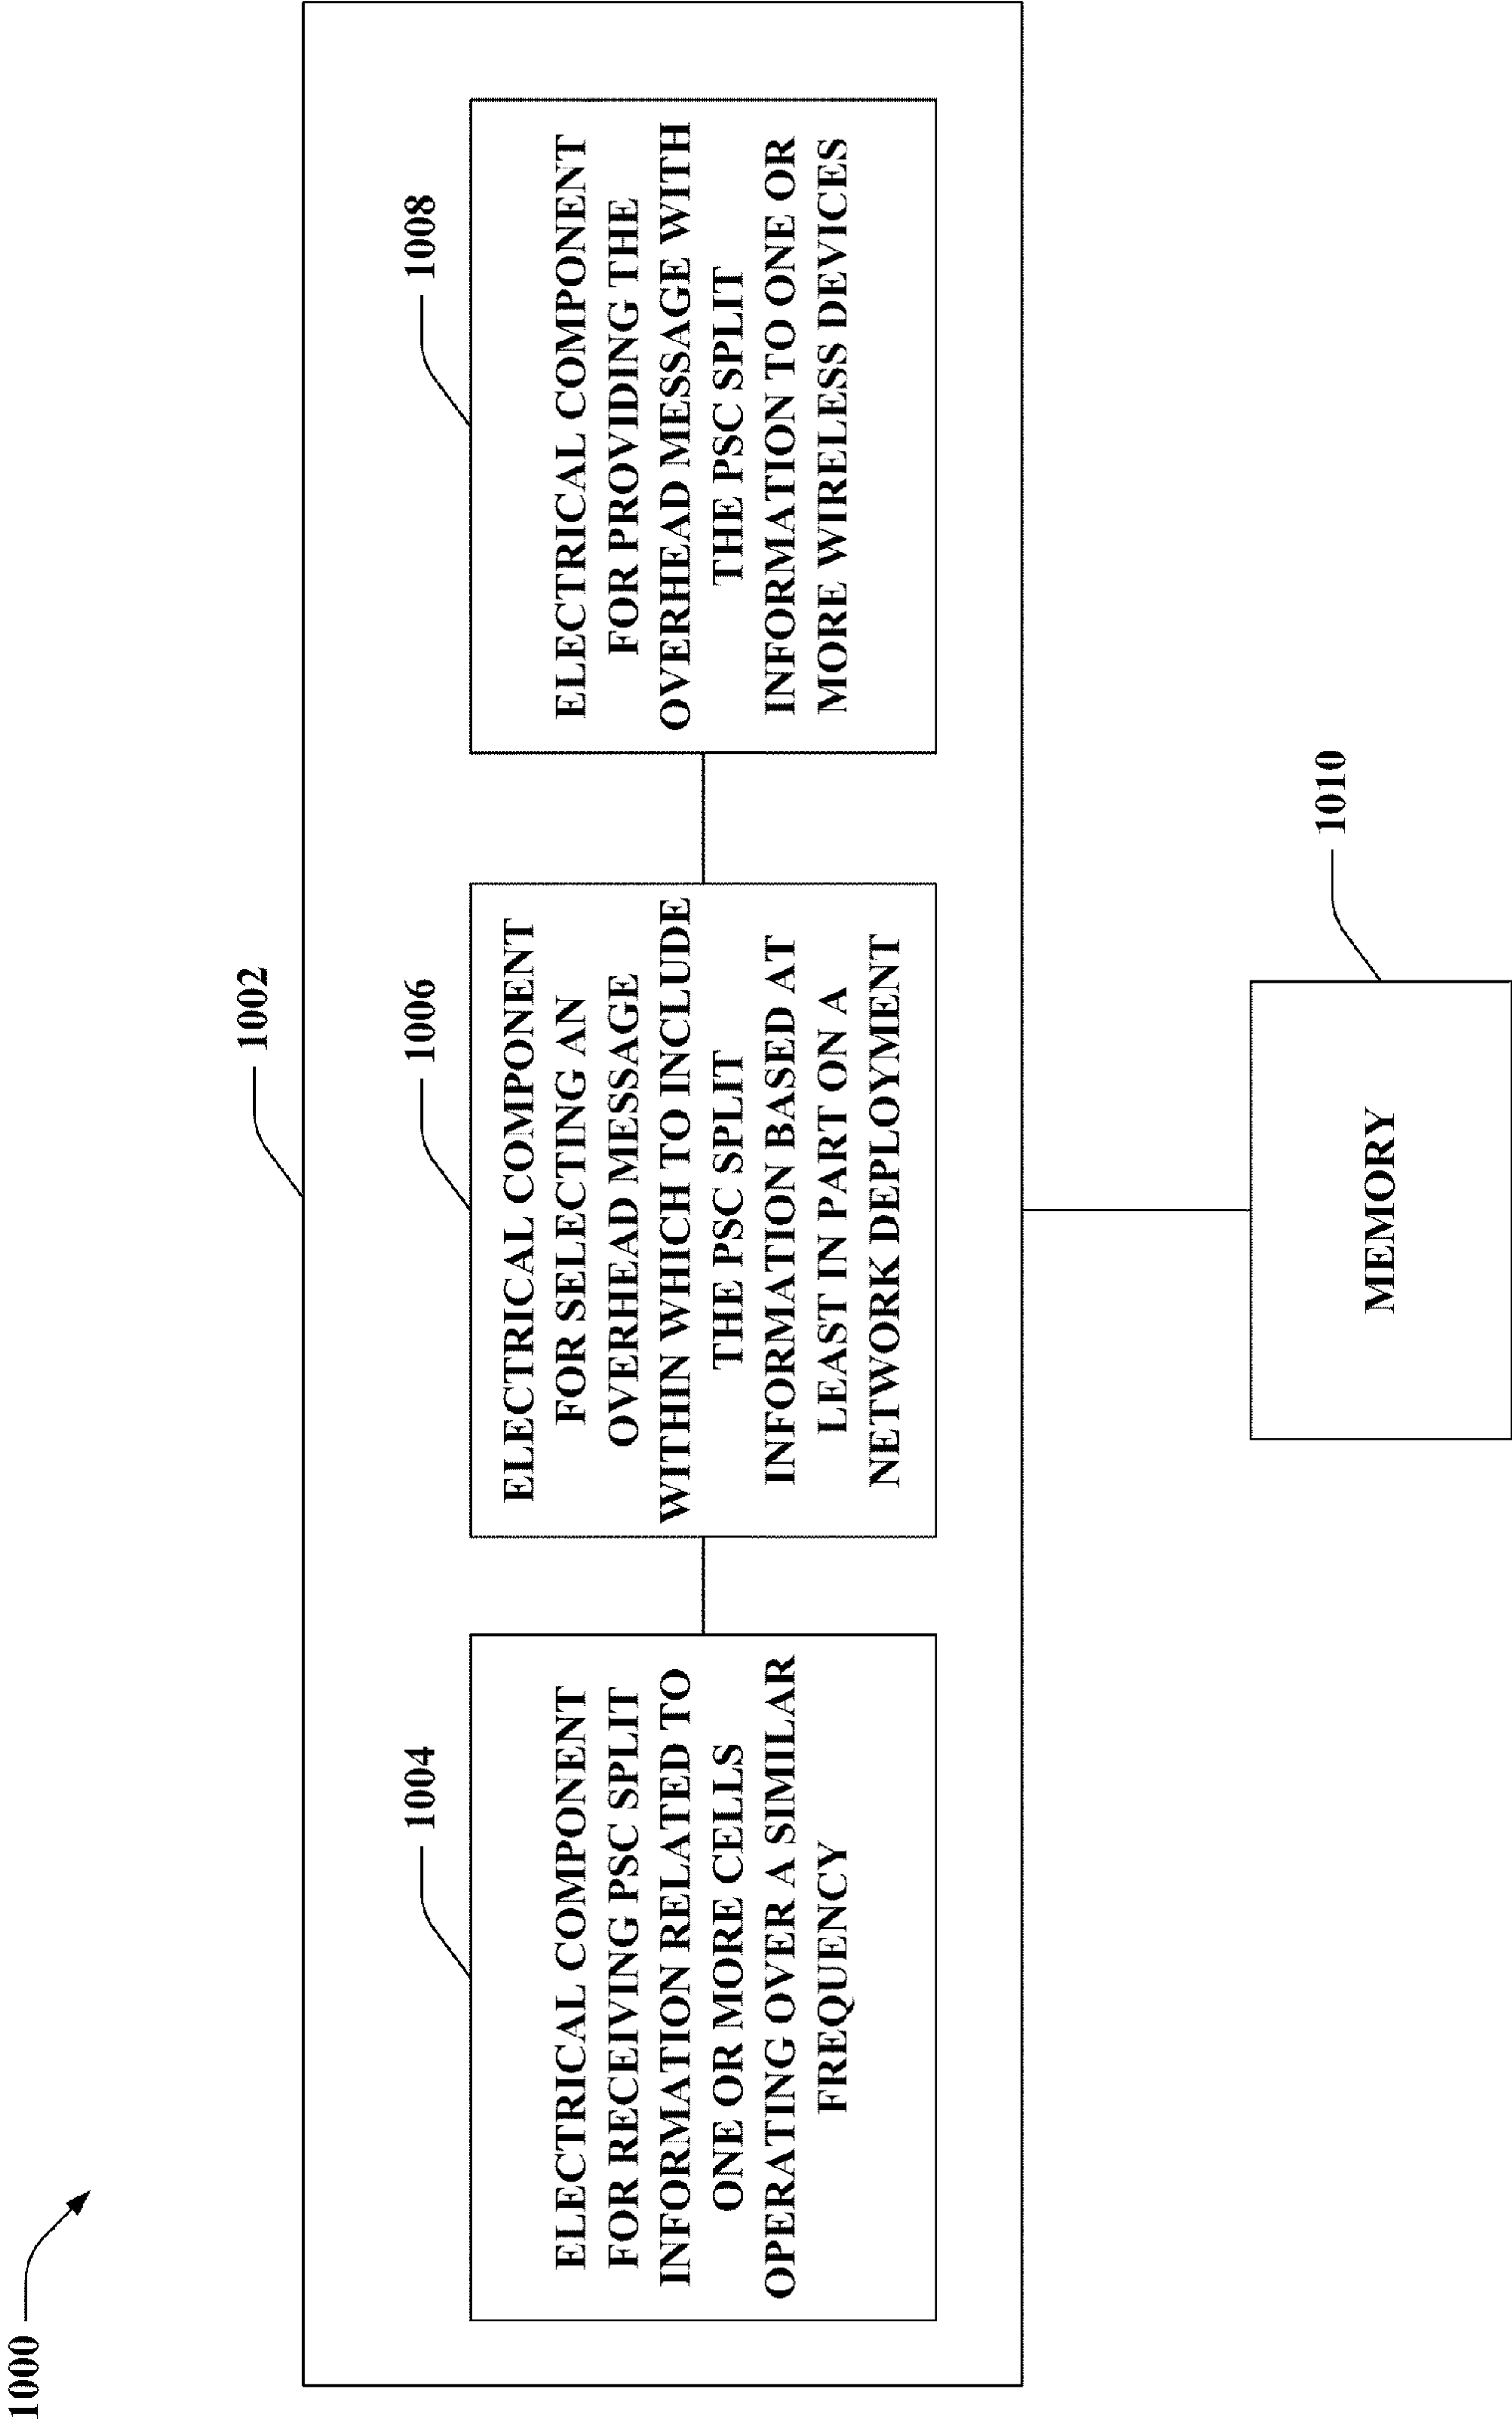 1000
1002
1004
ELECTRICAL COMPONENT
FOR RECEIVING PSC SPLIT
INFORMATION RELATED TO
ONE OR MORE CELLS
OPERATING OVER A SIMILAR
FREQUENCY
1006
ELECTRICAL COMPONENT
FOR SELECTING AN
OVERHEAD MESSAGE
WITHIN WHICH TO INCLUDE
THE PSC SPLIT
INFORMATION BASED AT
LEAST IN PART ON A
NETWORK DEPLOYMENT
1008
ELECTRICAL COMPONENT
FOR PROVIDING THE
OVERHEAD MESSAGE WITH
THE PSC SPLIT
INFORMATION TO ONE OR
MORE WIRELESS DEVICES
1010
MEMORY